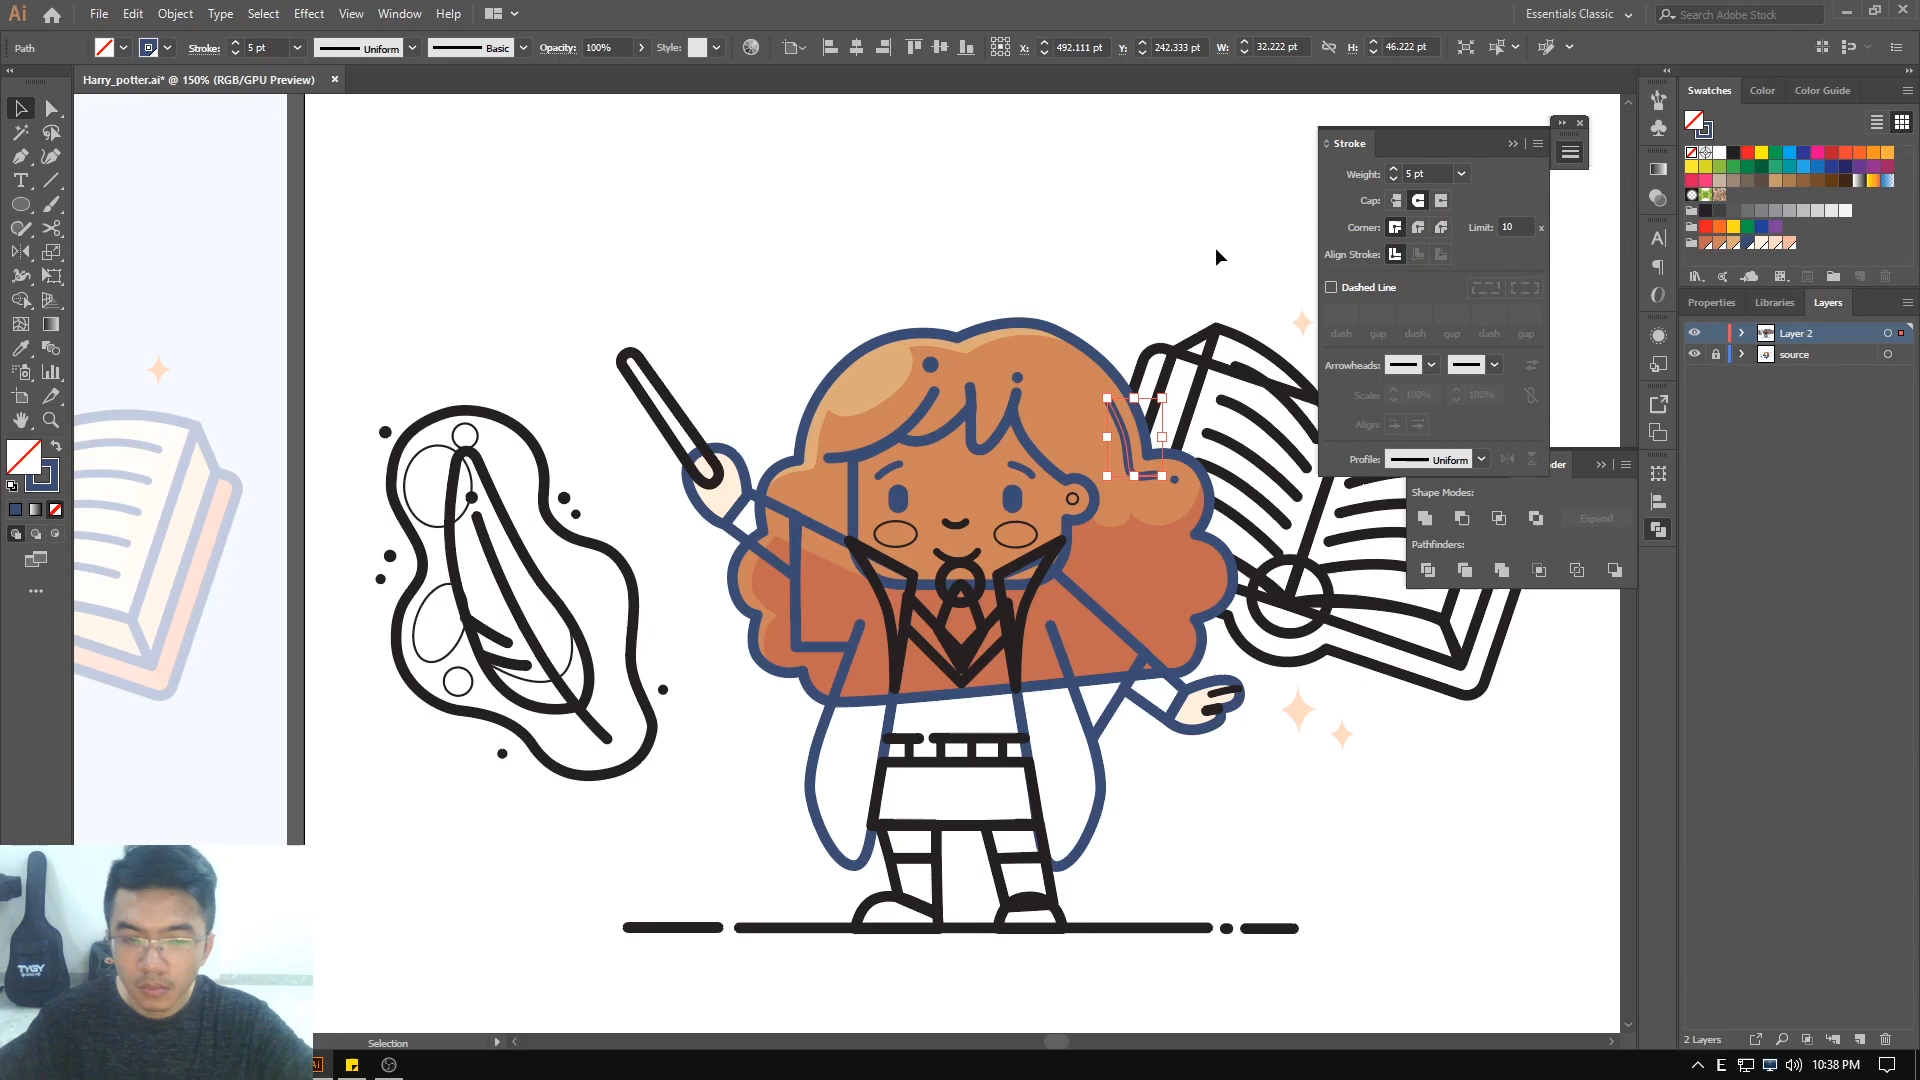 Ai File Edit Object Type Select Effect View Window Help
Essentials Classic Search Adobe Stock
Path Stroke: 5 pt Uniform Basic Opacity: 100% Style: X: 492.111 pt Y: 242.333 pt W: 32.222 pt H: 46.222 pt
Harry_potter.ai* @ 150% (RGB/GPU Preview)
Swatches Color Color Guide
Stroke
Weight: 5 pt
Cap:
Corner: Limit: 10 x
Align Stroke:
Dashed Line
dash gap dash gap dash gap
Arrowheads:
Scale: 100% 100%
Align:
Profile: Uniform
Properties Libraries Layers
Layer 2
source
der
Shape Modes:
Expand
Pathfinders:
TYGY
2 Layers
Selection
Ai
E 10:38 PM